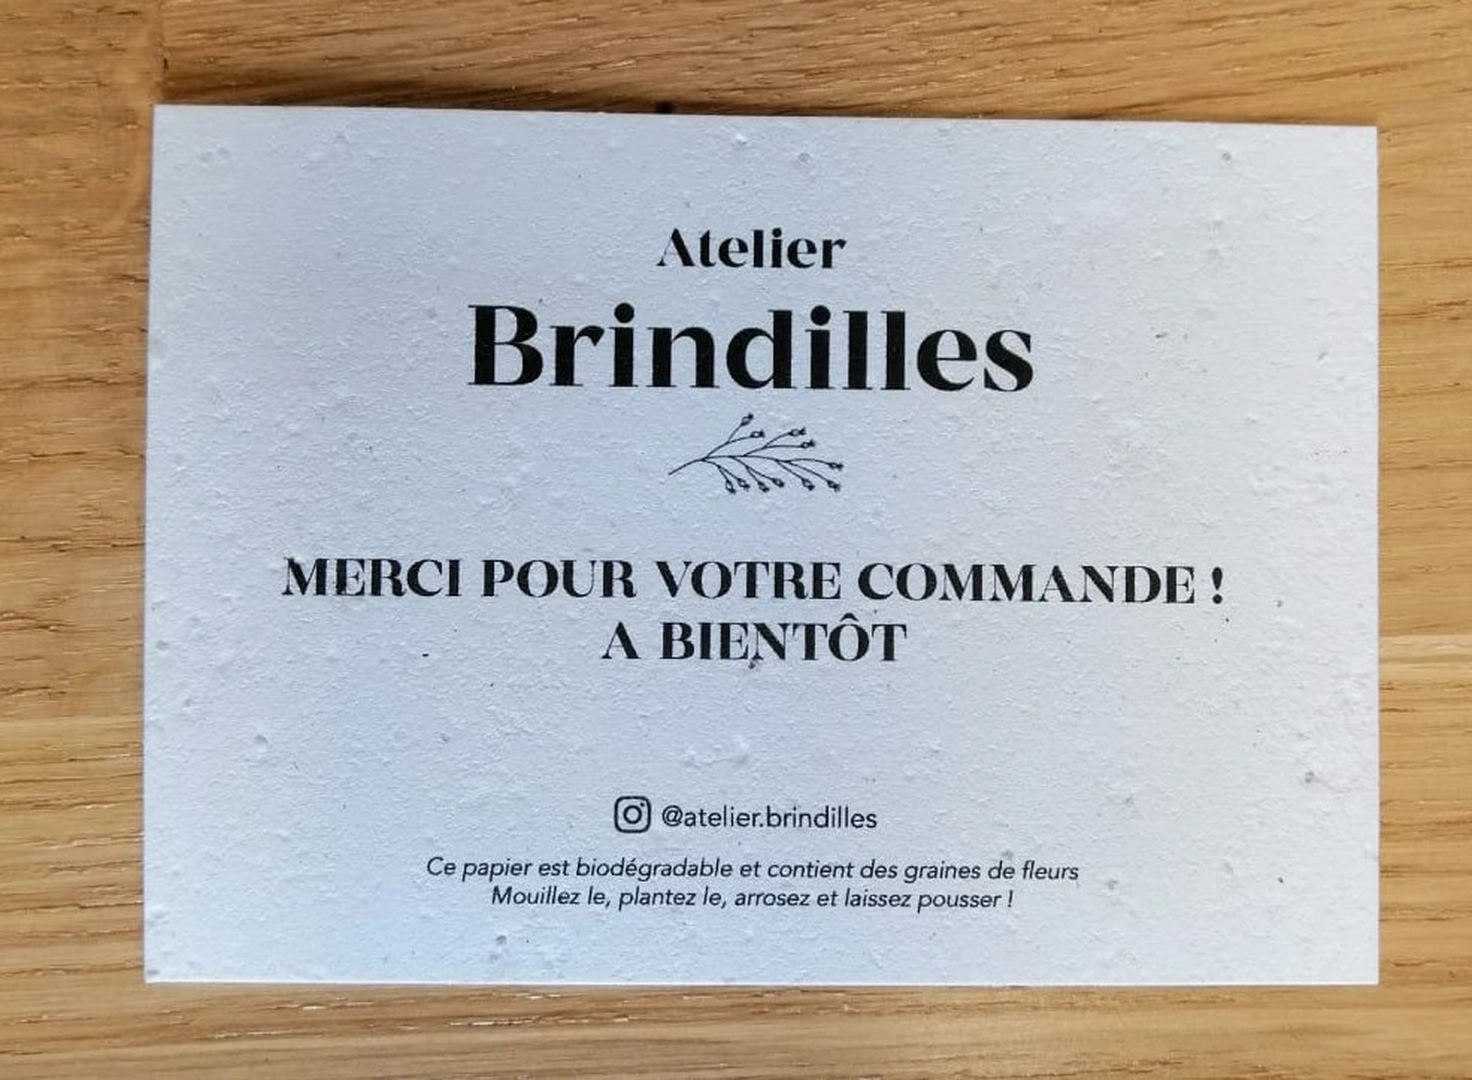 Atelier
Brindilles
MERCI POUR VOTRE COMMANDE !
A BIENTÔT
@atelier.brindilles
Ce papier est biodégradable et contient des graines de fleurs
Mouillez le, plantez le, arrosez et laissez pousser !